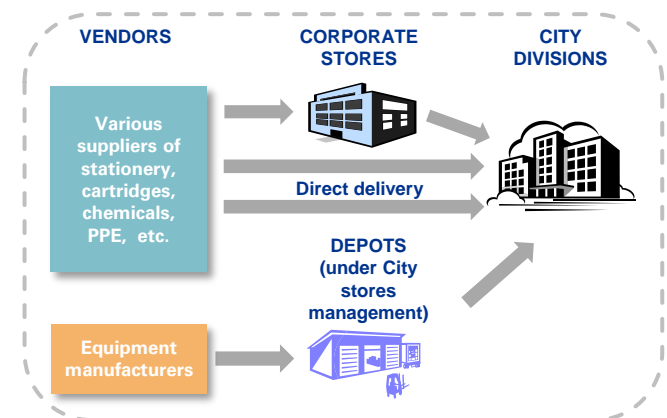 VENDORS
CORPORATE
STORES
CITY
DIVISIONS
Various
suppliers of
stationery,
cartridges,
chemicals,
PPE, etc.
Direct delivery
DEPOTS
(under City
stores
management)
Equipment
manufacturers